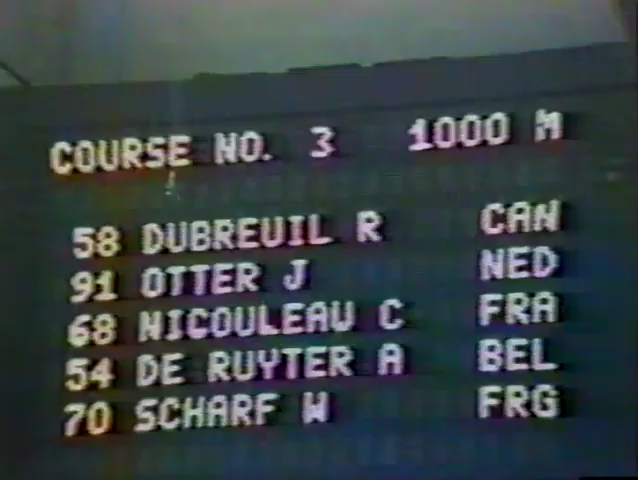 COURSE NO. 3 1000 M
58 DUBREUIL R CAN
91 OTTER J NED
68 NICOULEAU C FRA
54 DE RUYTER A BEL
70 SCHARF W FRG